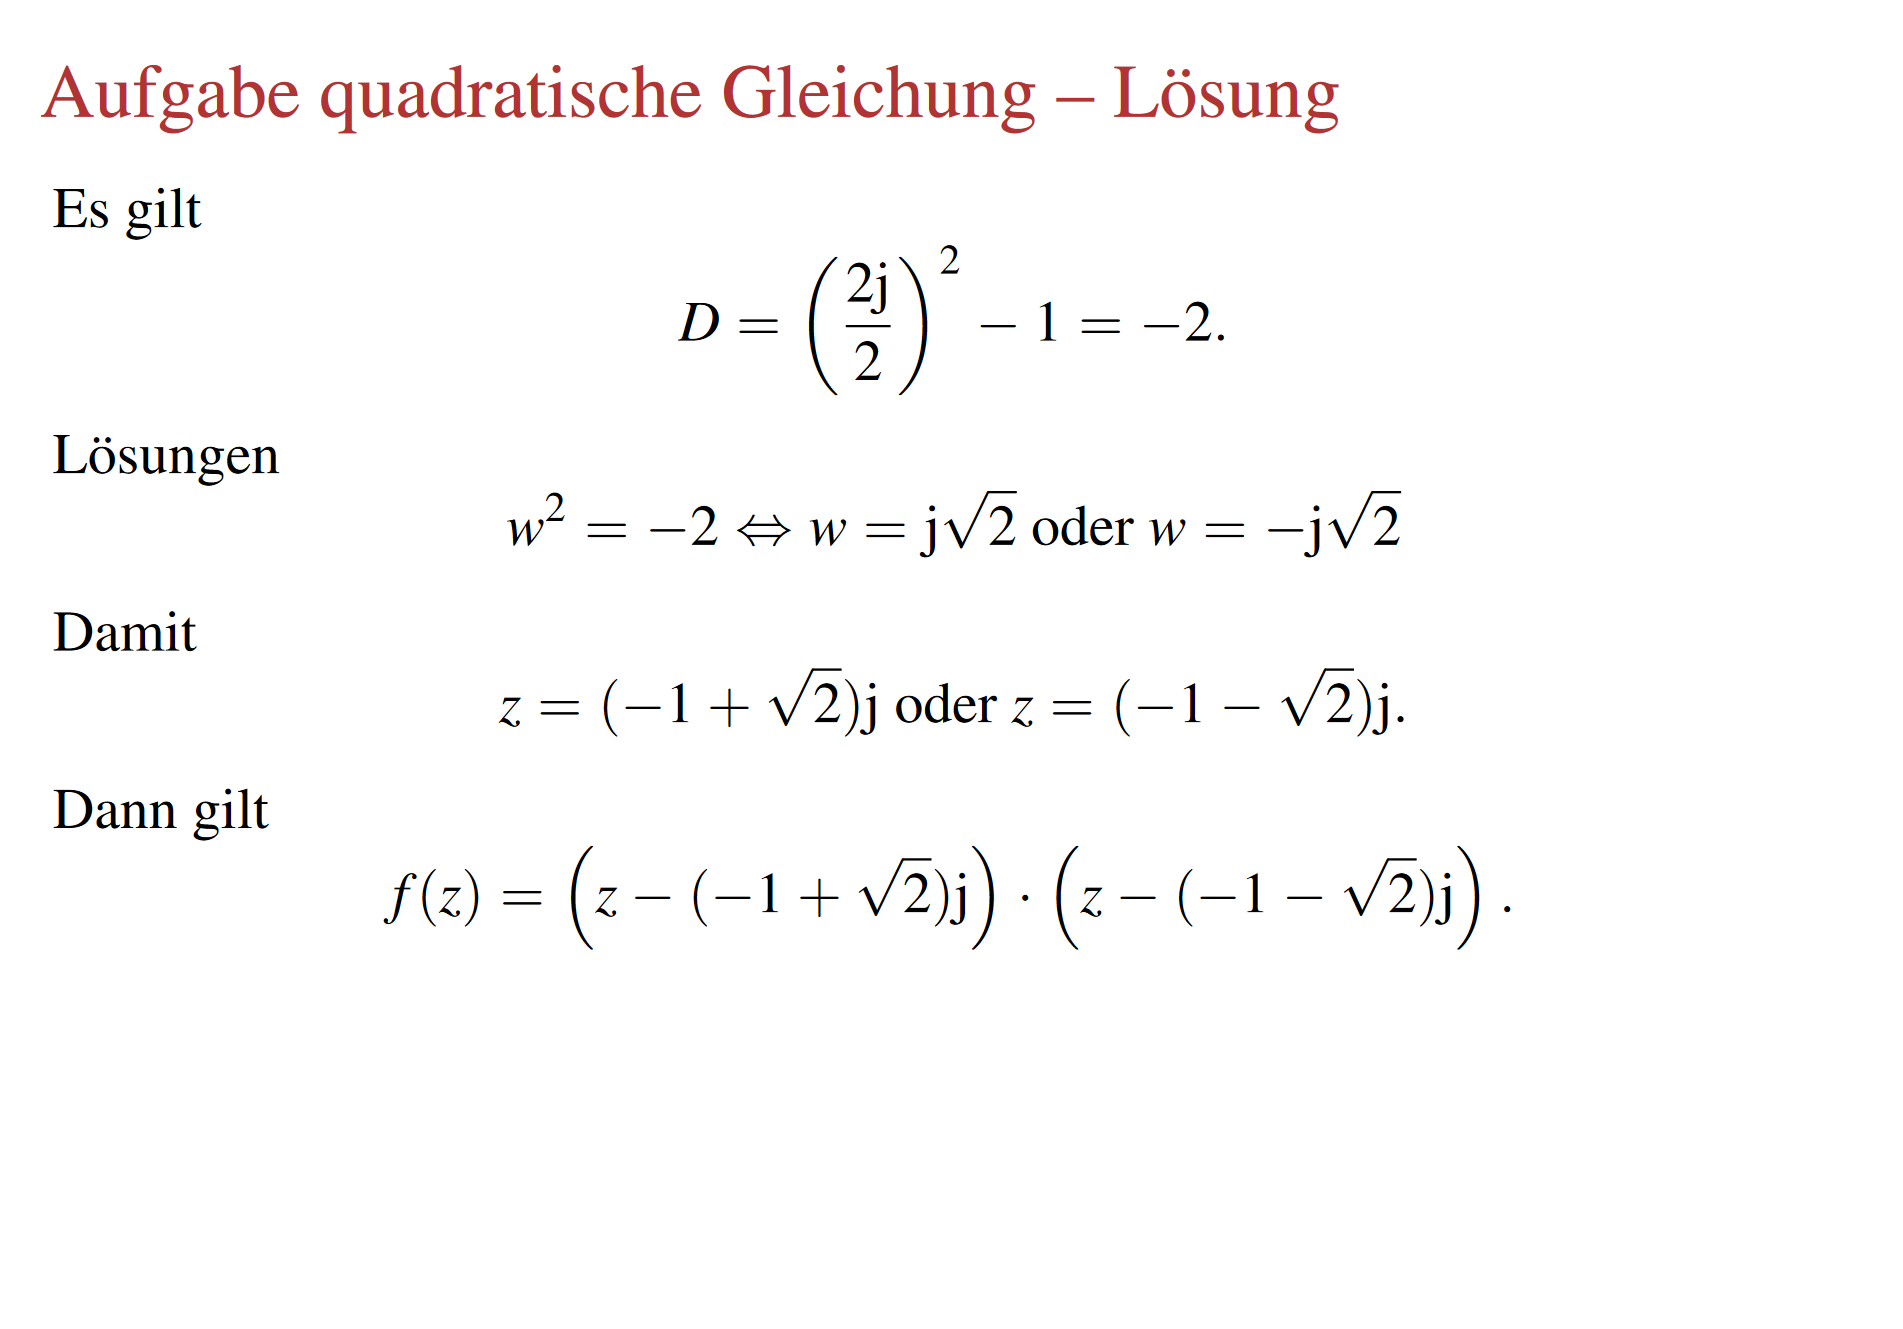 Aufgabe quadratische Gleichung – Lösung
Es gilt
D = (2j/2)² − 1 = −2.
Lösungen
w² = −2 ⇔ w = j√2 oder w = −j√2
Damit
z = (−1 + √2)j oder z = (−1 − √2)j.
Dann gilt
f(z) = (z − (−1 + √2)j) · (z − (−1 − √2)j) .